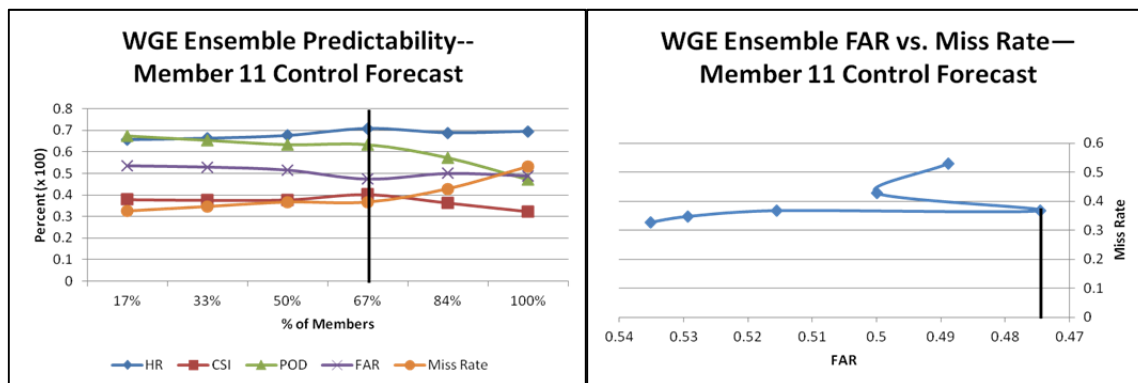 WGE Ensemble Predictability--
Member 11 Control Forecast
0.8
0.7
0.6
0.5
0.4
0.3
0.2
0.1
0
Percent (x 100)
17% 33% 50% 67% 84% 100%
% of Members
HR CSI POD FAR Miss Rate
WGE Ensemble FAR vs. Miss Rate—
Member 11 Control Forecast
0.6
0.5
0.4
0.3
0.2
0.1
0
Miss Rate
0.54 0.53 0.52 0.51 0.5 0.49 0.48 0.47
FAR